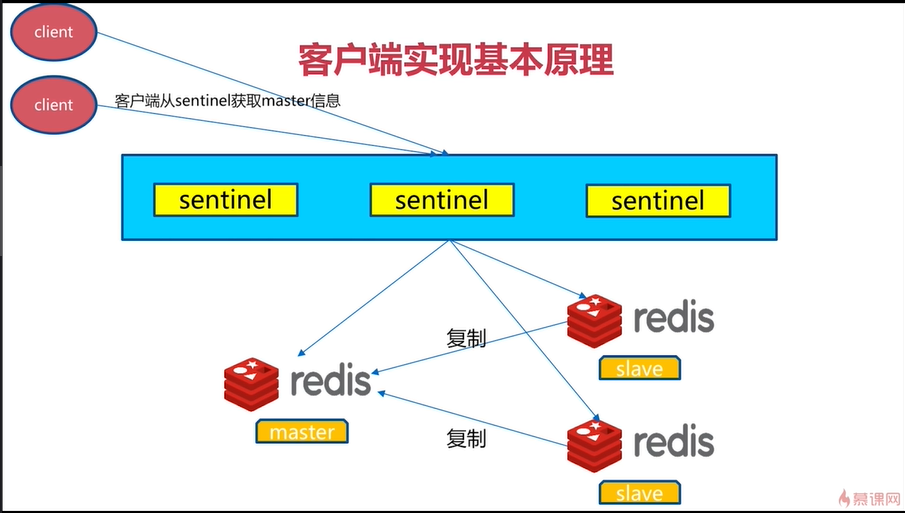 client
客户端实现基本原理
client
客户端从sentinel获取master信息
sentinel
sentinel
sentinel
redis
复制
slave
redis
master
复制
redis
slave
慕课网